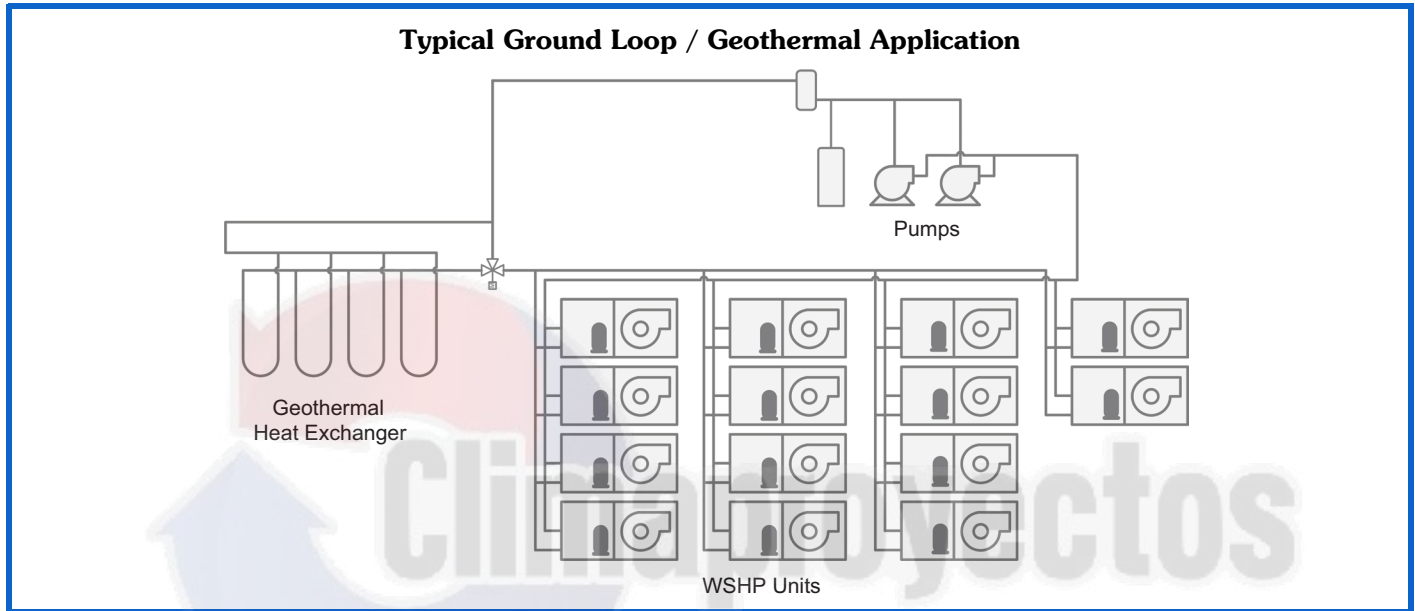 Typical Ground Loop / Geothermal Application
Pumps
Geothermal
Heat Exchanger
Climaproyectos
WSHP Units